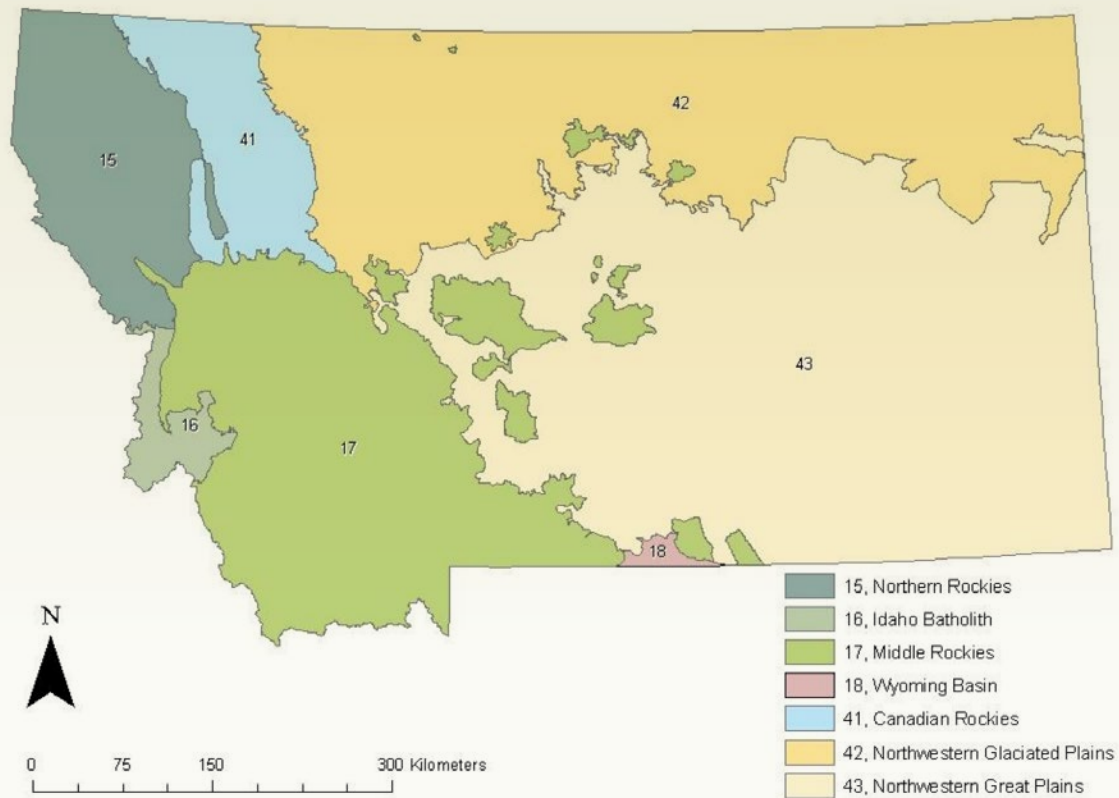 42
41
15
43
16
17
18
N
15, Northern Rockies
16, Idaho Batholith
17, Middle Rockies
18, Wyoming Basin
41, Canadian Rockies
42, Northwestern Glaciated Plains
43, Northwestern Great Plains
0 75 150 300 Kilometers